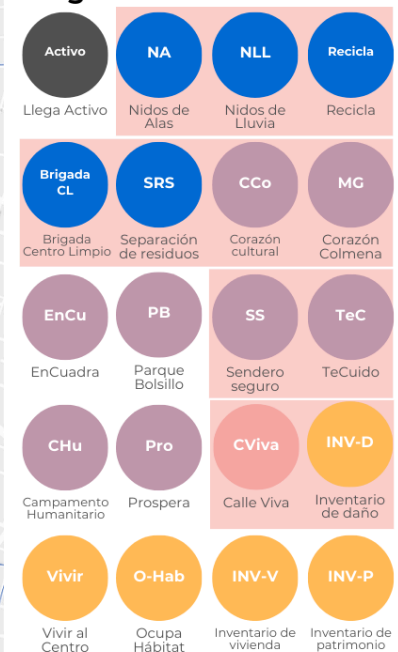 Activo
NA
NLL
Recicla
Llega Activo
Nidos de
Alas
Nidos de
Lluvia
Recicla
Brigada
CL
SRS
CCo
MG
Brigada
Centro Limpio
Separación
de residuos
Corazón
cultural
Corazón
Colmena
EnCu
PB
SS
TeC
EnCuadra
Parque
Bolsillo
Sendero
seguro
TeCuido
CHu
Pro
CViva
INV-D
Campamento
Humanitario
Prospera
Calle Viva
Inventario
de daño
Vivir
O-Hab
INV-V
INV-P
Vivir al
Centro
Ocupa
Hábitat
Inventario de
vivienda
Inventario de
patrimonio